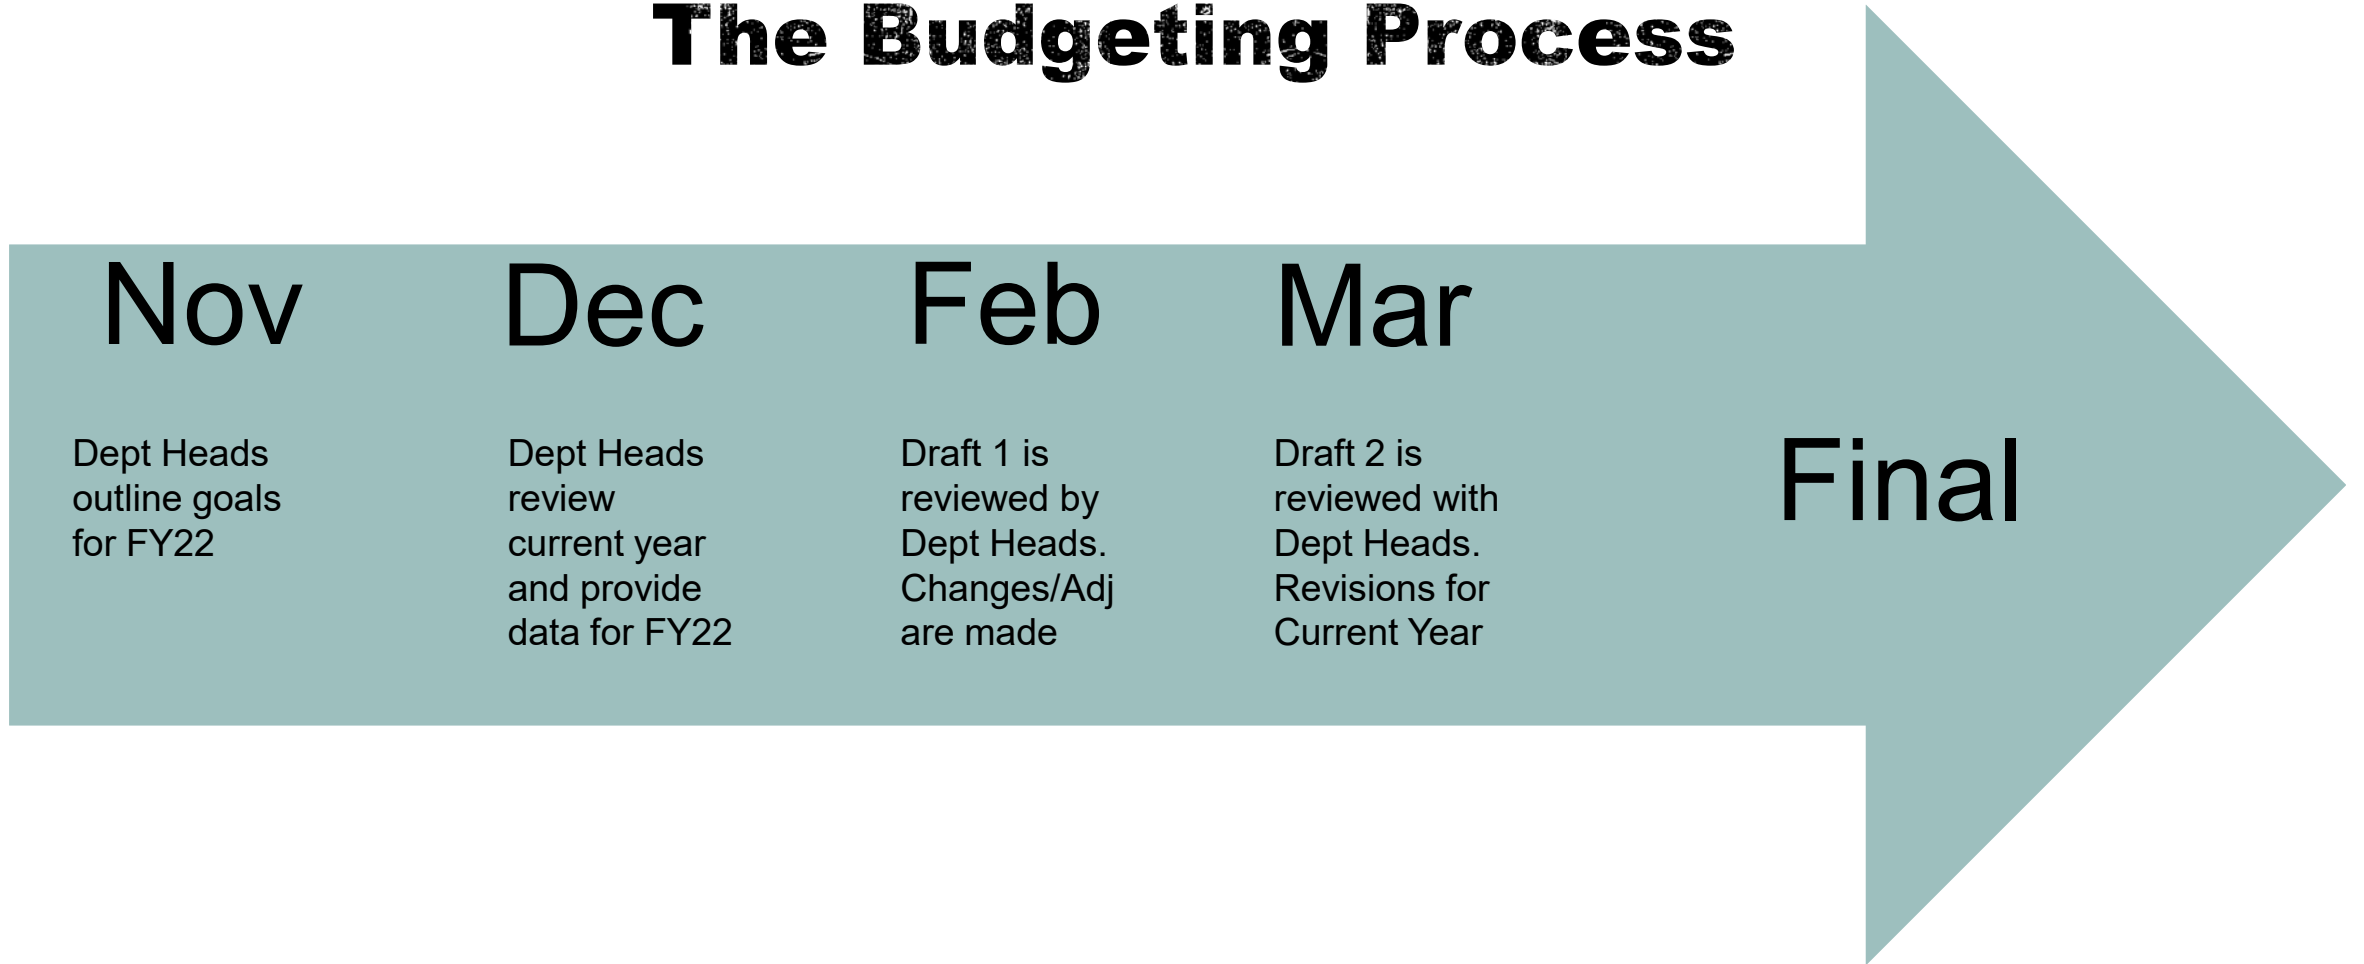 The Budgeting Process
Nov
Dept Heads
outline goals
for FY22
Dec
Dept Heads
review
current year
and provide
data for FY22
Feb
Draft 1 is
reviewed by
Dept Heads.
Changes/Adj
are made
Mar
Draft 2 is
reviewed with
Dept Heads.
Revisions for
Current Year
Final